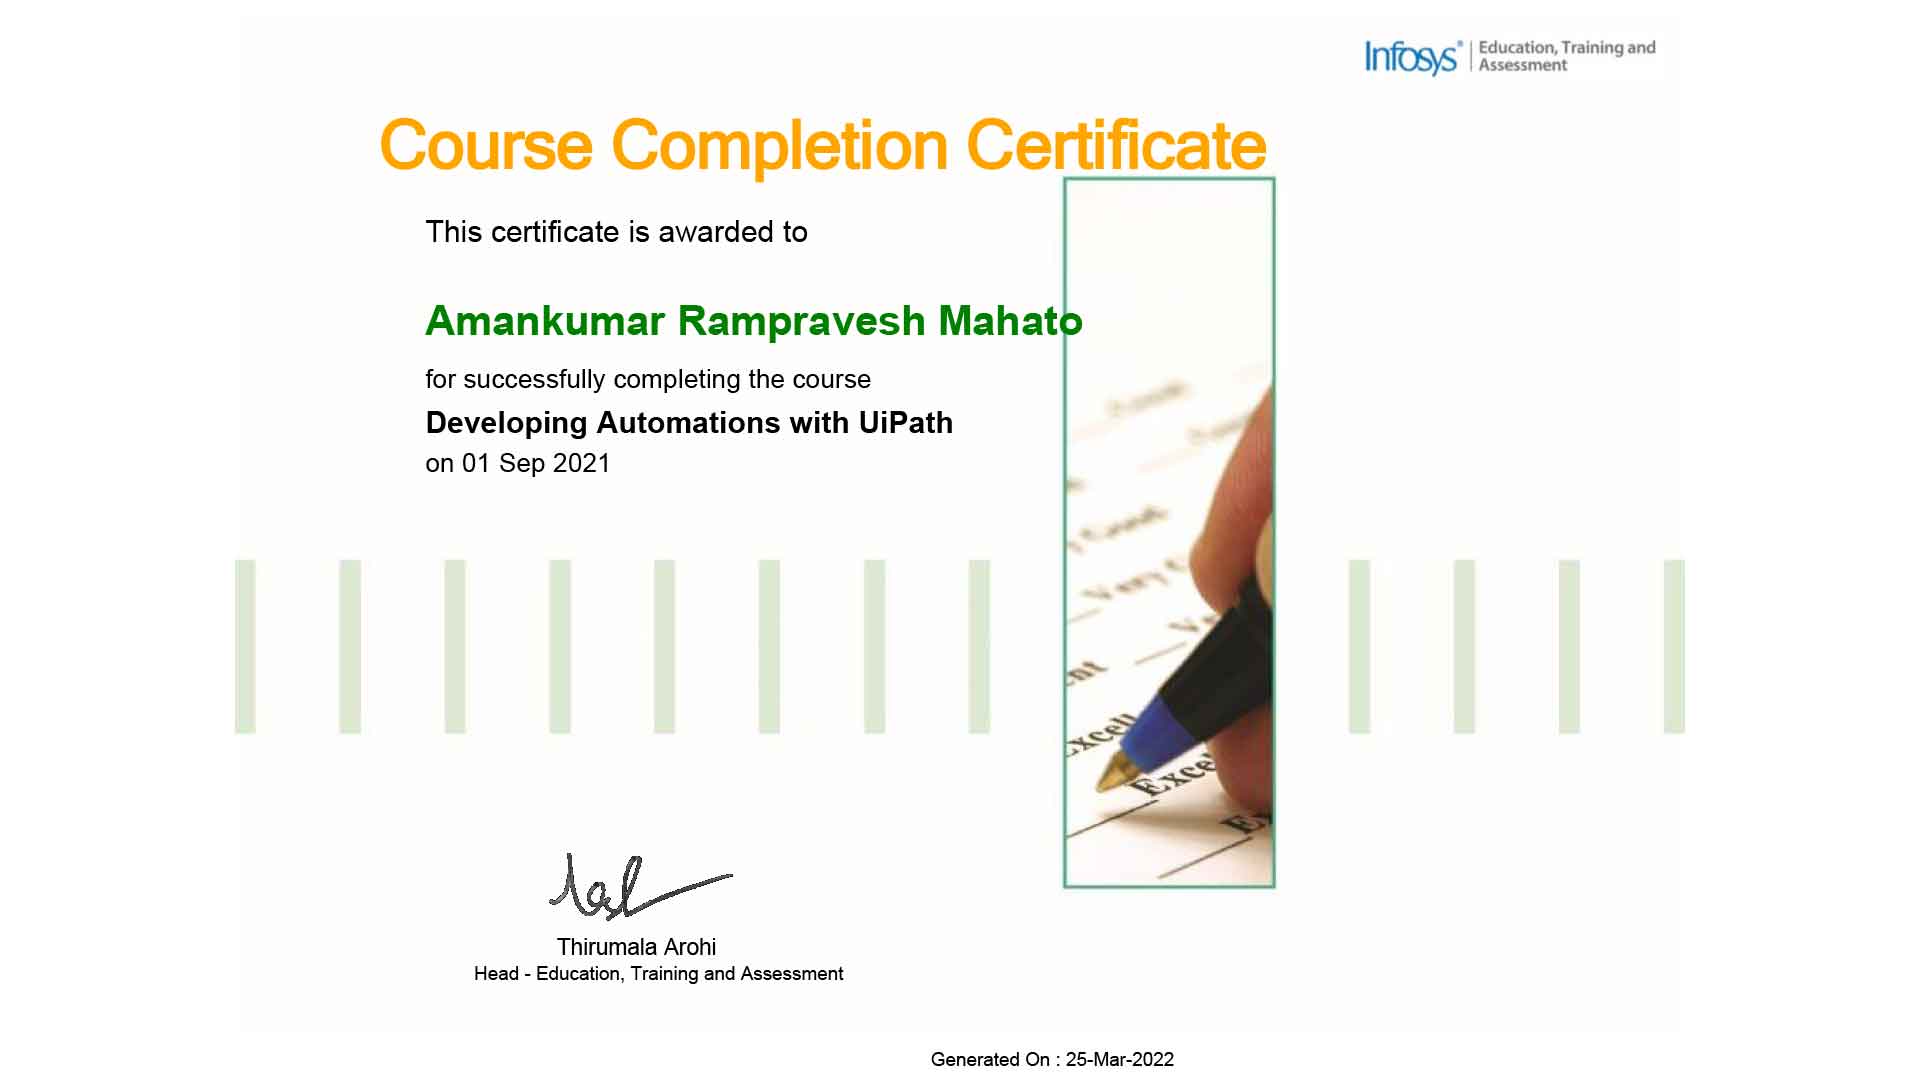 Infosys® | Education, Training and
Assessment
Course Completion Certificate
This certificate is awarded to
Amankumar Rampravesh Mahato
for successfully completing the course
Developing Automations with UiPath
on 01 Sep 2021
Very
Excell
Thirumala Arohi
Head - Education, Training and Assessment
Generated On : 25-Mar-2022